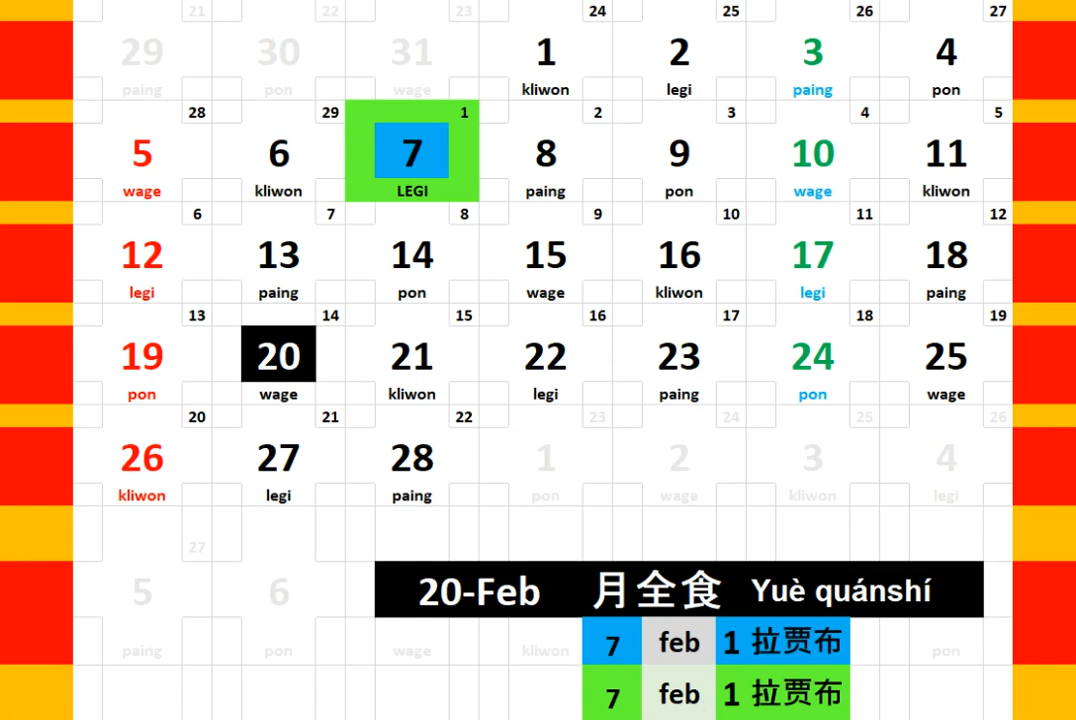 21 22 23 24 25 26 27
29 30 31 1 2 3 4
paing pon wage kliwon legi paing pon
28 29 1 2 3 4 5
5 6 7 8 9 10 11
wage kliwon LEGI paing pon wage kliwon
6 7 8 9 10 11 12
12 13 14 15 16 17 18
legi paing pon wage kliwon legi paing
13 14 15 16 17 18 19
19 20 21 22 23 24 25
pon wage kliwon legi paing pon wage
20 21 22 23 24 25 26
26 27 28 1 2 3 4
kliwon legi paing pon wage kliwon legi
27
5 6
20-Feb 月全食 Yuè quánshí
paing pon wage kliwon 7 feb 1 拉贾布 pon
7 feb 1 拉贾布